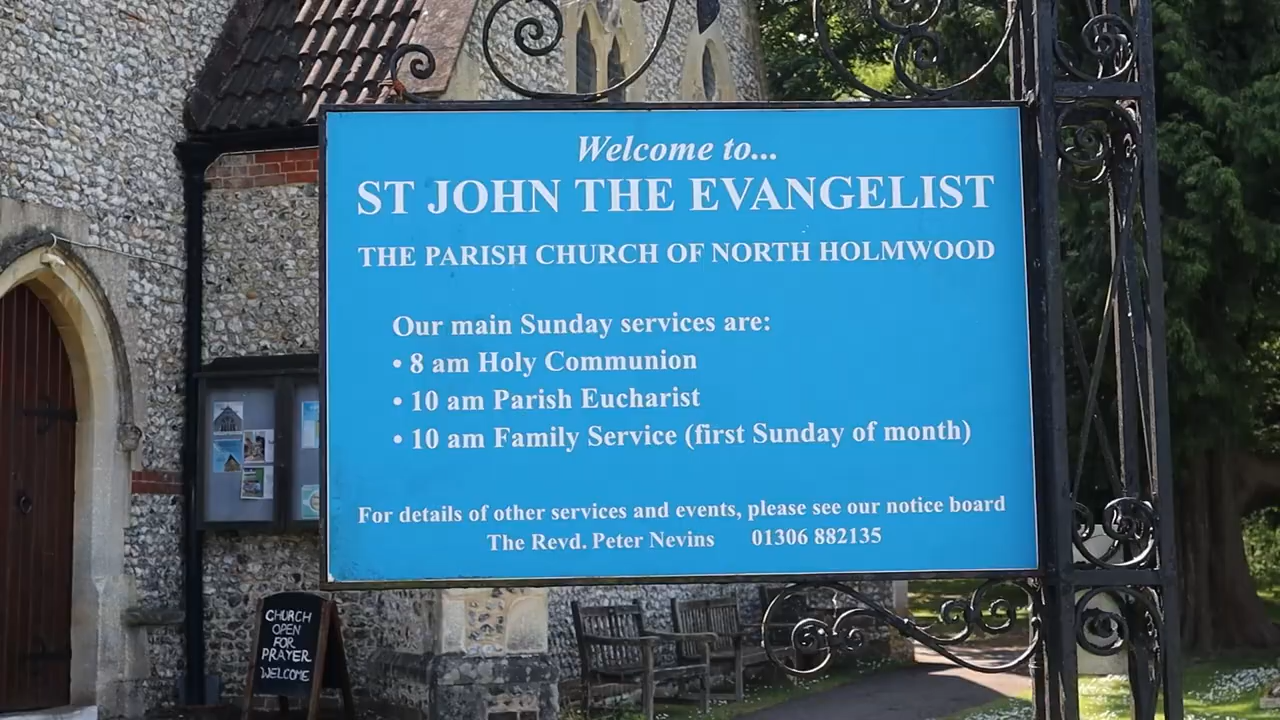 Welcome to...
ST JOHN THE EVANGELIST
THE PARISH CHURCH OF NORTH HOLMWOOD
Our main Sunday services are:
• 8 am Holy Communion
• 10 am Parish Eucharist
• 10 am Family Service (first Sunday of month)
For details of other services and events, please see our notice board
The Revd. Peter Nevins 01306 882135
CHURCH
OPEN
FOR
PRAYER
WELCOME